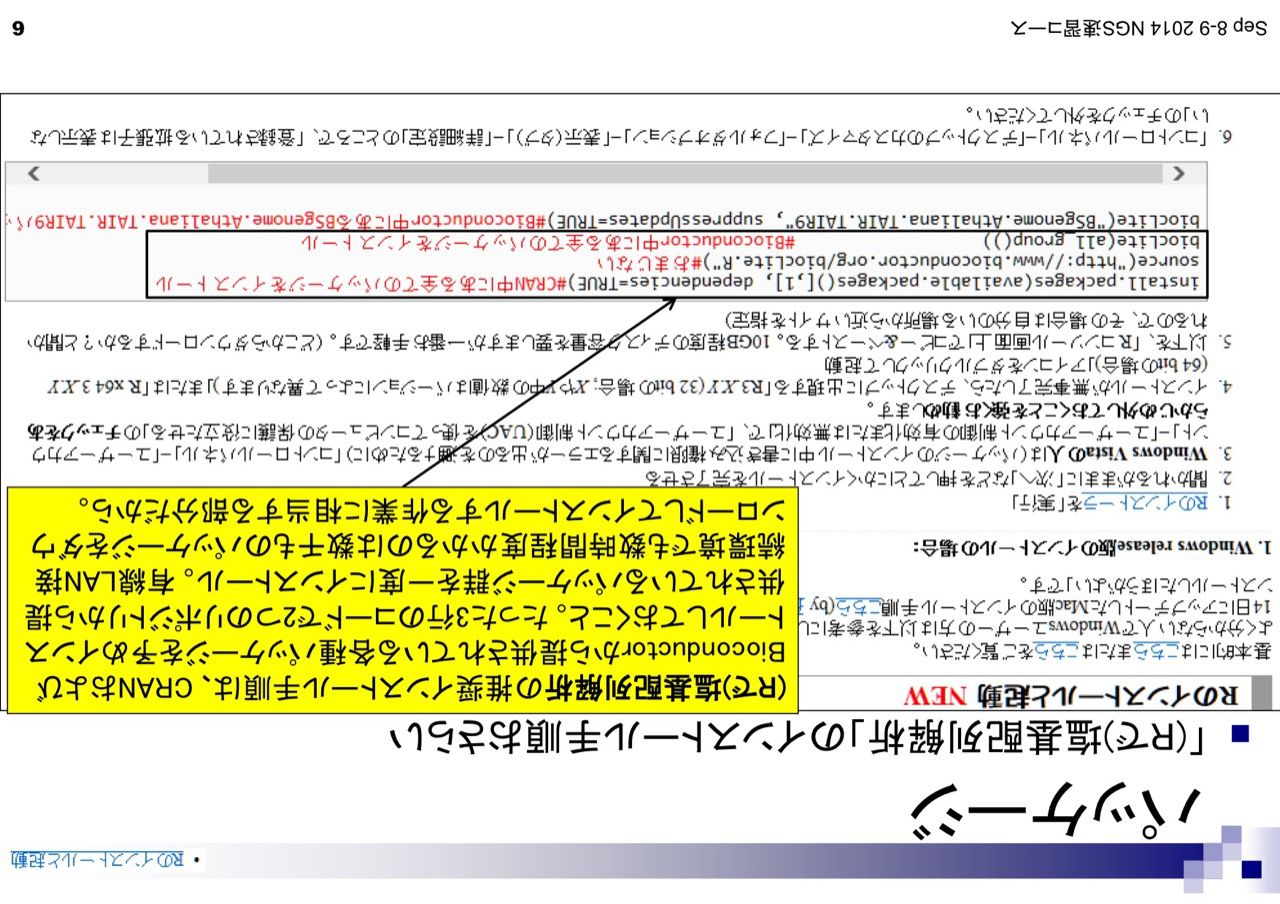 ・Rのインストールと起動
パッケージ
「(Rで)塩基配列解析」のインストール手順おさらい
Rのインストールと起動 NEW
基本的にはこちらまたはこちらをご覧ください。
よく分からない人でWindowsユーザーの方は以下を参考にし
14日にアップデートしたMac版のインストール手順こちら(by
ンストールしたほうがよい」です。
(Rで)塩基配列解析の推奨インストール手順は、CRANおよび
Bioconductorから提供されている各種パッケージを予めインス
トールしておくこと。たった3行のコードで2つのリポジトリから提
供されているパッケージ群を一度にインストール。有線LAN接
続環境でも数時間程度かかるのは数千ものパッケージをダウ
ンロードしてインストールする作業に相当する部分だから。
1. Windows release版のインストールの場合:
1. Rのインストーラを「実行」
2. 聞かれるがままに「次へ」などを押してとにかくインストールを完了させる
3. Windows Vistaの人は(パッケージのインストール中に書き込み権限に関するエラーが出るのを避けるために)「コントロールパネル」-「ユーザーアカウ
ント」-「ユーザーアカウント制御の有効化または無効化」で、「ユーザーアカウント制御(UAC)を使ってコンピュータの保護に役立たせる」のチェックをあ
らかじめ外しておくことを強くお勧めします。
4. インストールが無事完了したら、デスクトップに出現する「R3.X.Y (32 bitの場合; XやY中の数値はバージョンによって異なります)」または「R x64 3.X.Y
(64 bitの場合)」アイコンをダブルクリックして起動
5. 以下を、「R コンソール画面上」でコピー&ペーストする。10GB程度のディスク容量を要しますが一番お手軽です。(どこからダウンロードするか?と聞か
れるので、その場合は自分のいる場所から近いサイトを指定)
install.packages(available.packages()[,1], dependencies=TRUE)#CRAN中にある全てのパッケージをインストール
source("http://www.bioconductor.org/biocLite.R")#おまじない
biocLite(all_group()) #Bioconductor中にある全てのパッケージをインストール
biocLite("BSgenome.Athaliana.TAIR.TAIR9", suppressUpdates=TRUE)#Bioconductor中にあるBSgenome.Athaliana.TAIR.TAIR9パッ
6. 「コントロールパネル」-「デスクトップのカスタマイズ」-「フォルダオプション」-「表示(タブ)」-「詳細設定」のところで、「登録されている拡張子は表示しな
い」のチェックを外してください。
Sep 8-9 2014 NGS速習コース
6